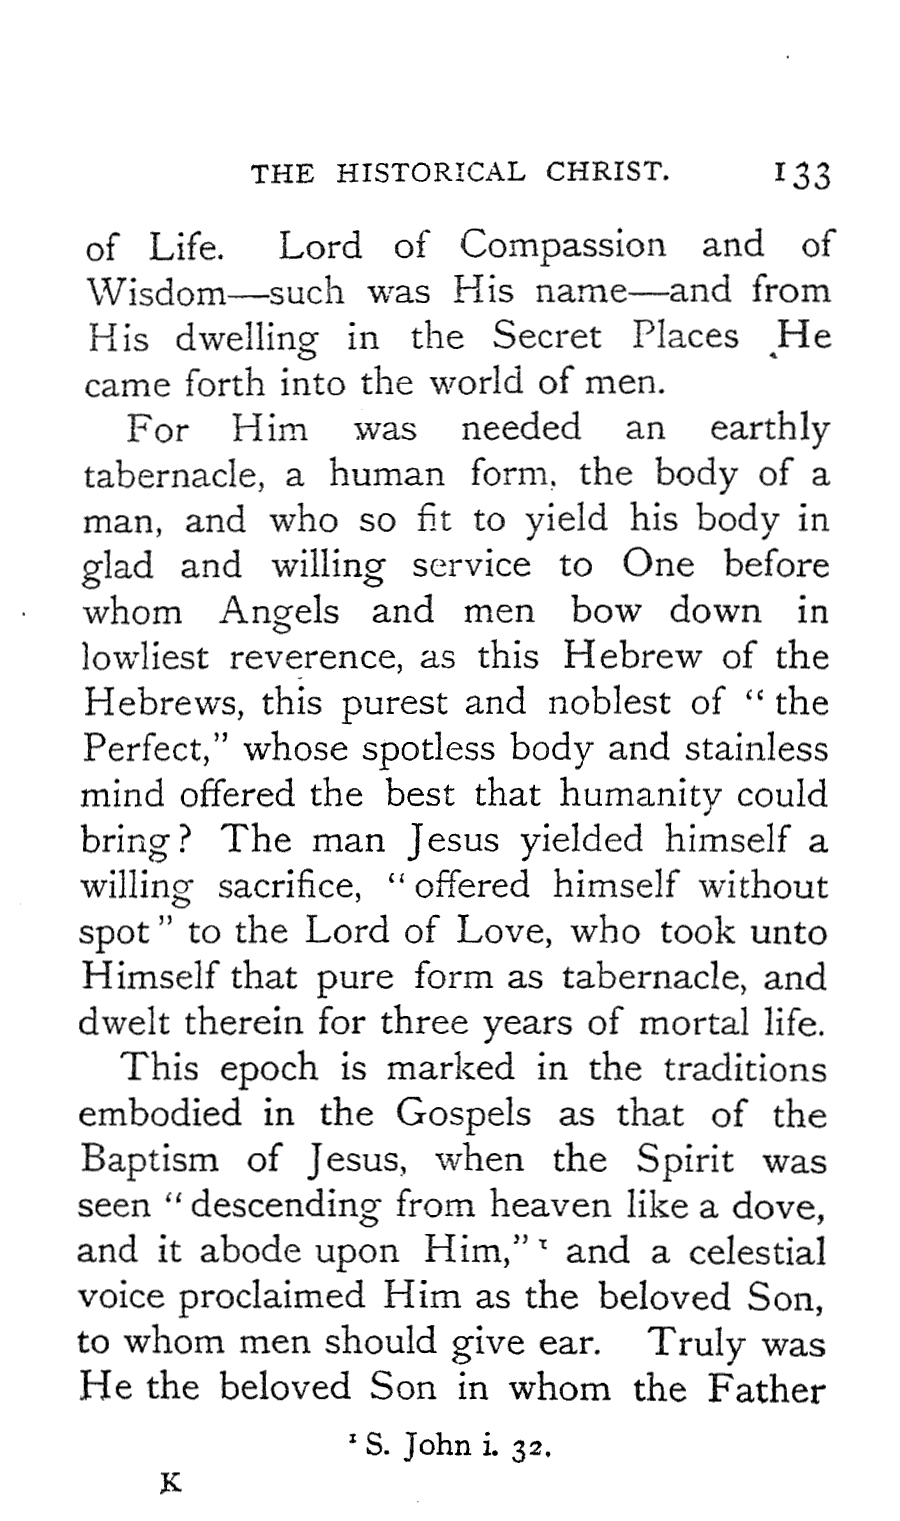 THE HISTORICAL CHRIST. 133
of Life. Lord of Compassion and of
Wisdom—such was His name—and from
His dwelling in the Secret Places He
came forth into the world of men.
For Him was needed an earthly
tabernacle, a human form, the body of a
man, and who so fit to yield his body in
glad and willing service to One before
whom Angels and men bow down in
lowliest reverence, as this Hebrew of the
Hebrews, this purest and noblest of “ the
Perfect,” whose spotless body and stainless
mind offered the best that humanity could
bring? The man Jesus yielded himself a
willing sacrifice, “ offered himself without
spot ” to the Lord of Love, who took unto
Himself that pure form as tabernacle, and
dwelt therein for three years of mortal life.
This epoch is marked in the traditions
embodied in the Gospels as that of the
Baptism of Jesus, when the Spirit was
seen “ descending from heaven like a dove,
and it abode upon Him,” ¹ and a celestial
voice proclaimed Him as the beloved Son,
to whom men should give ear. Truly was
He the beloved Son in whom the Father
¹ S. John i. 32.
K